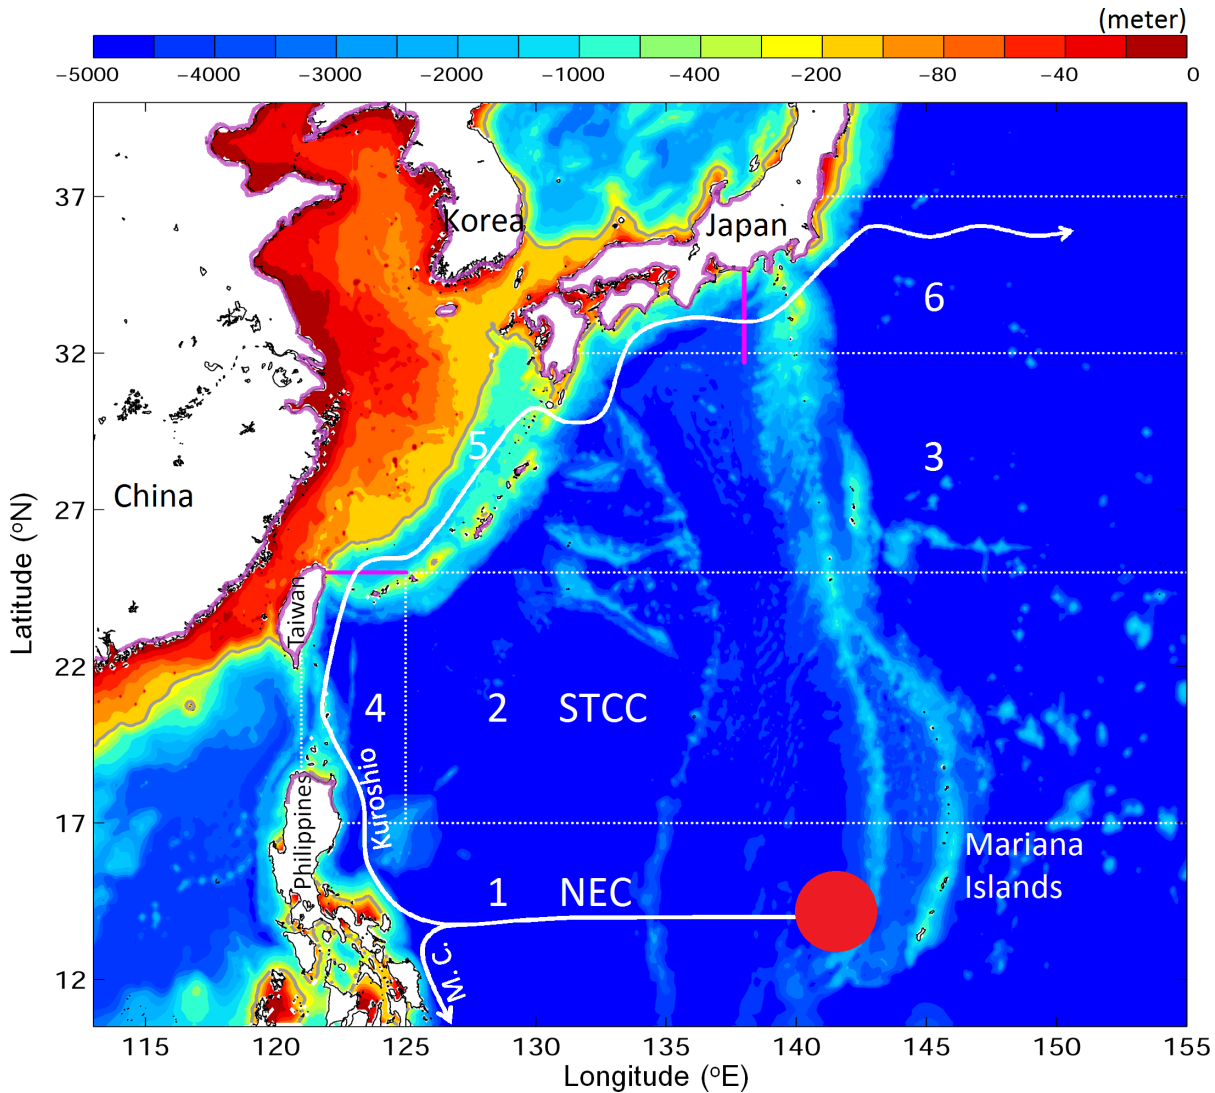 (meter)
−5000 −4000 −3000 −2000 −1000 −400 −200 −80 −40 0
37
Korea
Japan
6
32
5
3
China
27
Latitude (°N)
Taiwan
22
4
2 STCC
Kuroshio
Philippines
17
Mariana
Islands
1 NEC
M.C.
12
115 120 125 130 135 140 145 150 155
Longitude (°E)